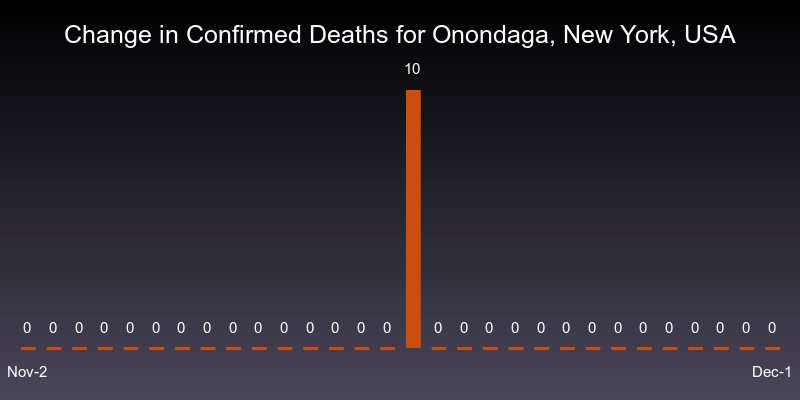 Change in Confirmed Deaths for Onondaga, New York, USA
10
0 0 0 0 0 0 0 0 0 0 0 0 0 0 0 0 0 0 0 0 0 0 0 0 0 0 0 0 0
Nov-2 Dec-1